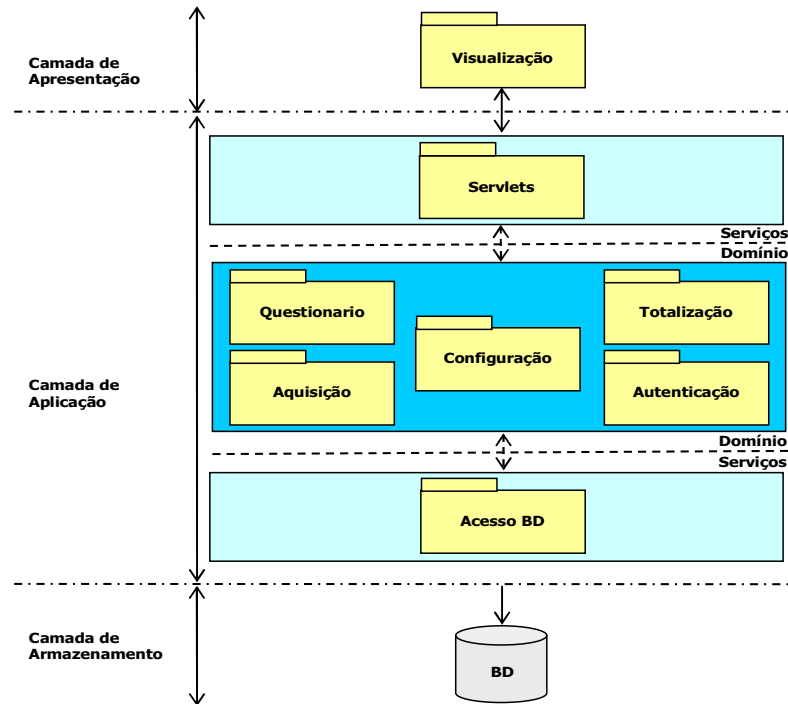 Camada de
Apresentação
Visualização
Servlets
Serviços
Domínio
Camada de
Aplicação
Questionario
Totalização
Configuração
Aquisição
Autenticação
Domínio
Serviços
Acesso BD
Camada de
Armazenamento
BD